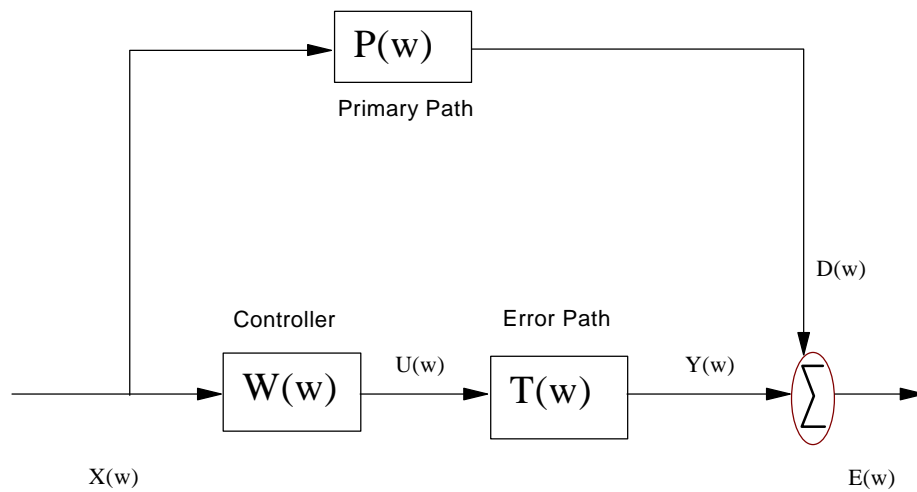 P(w)
Primary Path
D(w)
Controller
Error Path
W(w)
U(w)
T(w)
Y(w)
∑
X(w)
E(w)